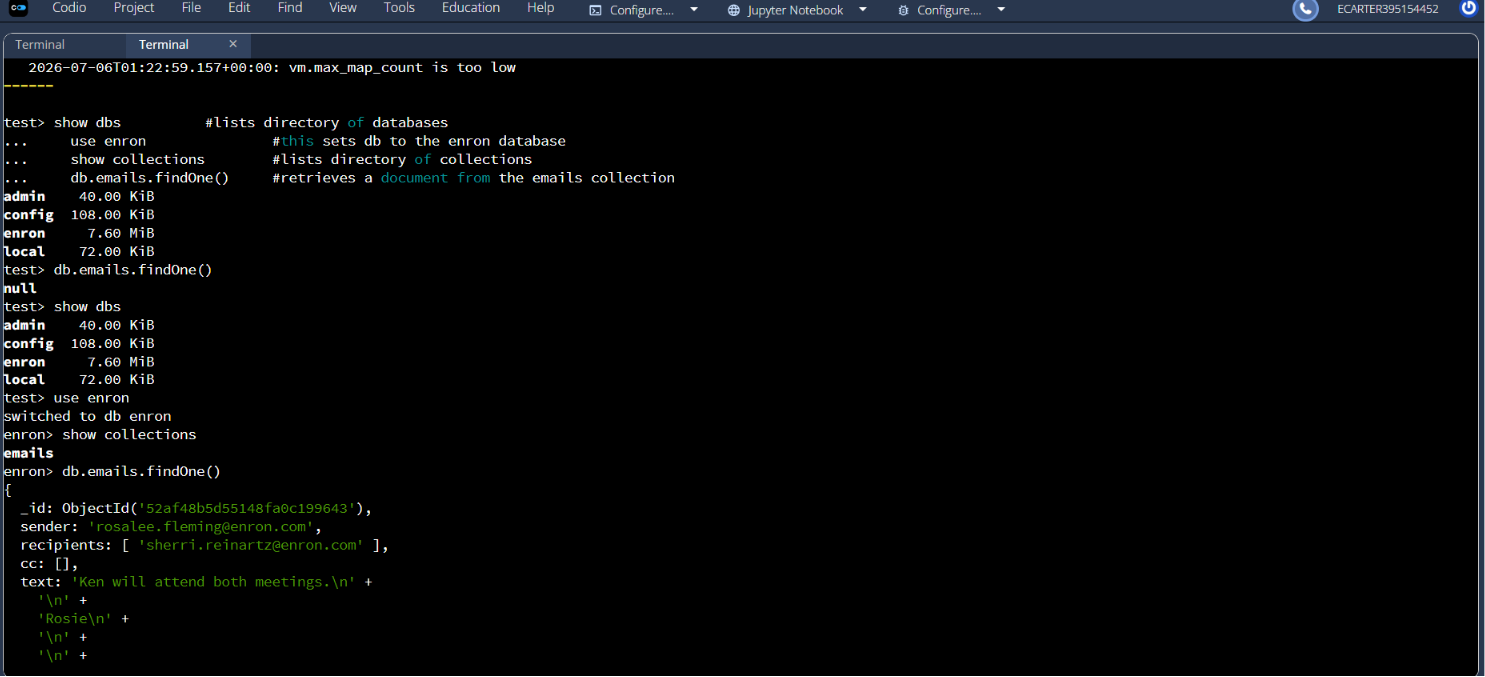 Codio Project File Edit Find View Tools Education Help Configure.... Jupyter Notebook Configure.... ECARTER395154452
Terminal Terminal ×
2026-07-06T01:22:59.157+00:00: vm.max_map_count is too low
------
test> show dbs #lists directory of databases
... use enron #this sets db to the enron database
... show collections #lists directory of collections
... db.emails.findOne() #retrieves a document from the emails collection
admin 40.00 KiB
config 108.00 KiB
enron 7.60 MiB
local 72.00 KiB
test> db.emails.findOne()
null
test> show dbs
admin 40.00 KiB
config 108.00 KiB
enron 7.60 MiB
local 72.00 KiB
test> use enron
switched to db enron
enron> show collections
emails
enron> db.emails.findOne()
{
_id: ObjectId('52af48b5d55148fa0c199643'),
sender: 'rosalee.fleming@enron.com',
recipients: [ 'sherri.reinartz@enron.com' ],
cc: [],
text: 'Ken will attend both meetings.\n' +
'\n' +
'Rosie\n' +
'\n' +
'\n' +